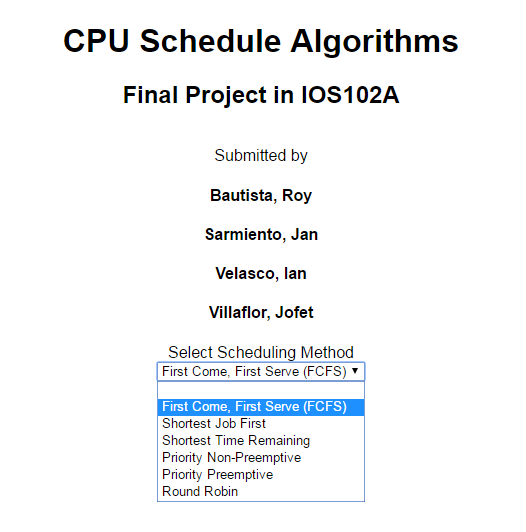 CPU Schedule Algorithms
Final Project in IOS102A
Submitted by
Bautista, Roy
Sarmiento, Jan
Velasco, Ian
Villaflor, Jofet
Select Scheduling Method
First Come, First Serve (FCFS)
First Come, First Serve (FCFS)
Shortest Job First
Shortest Time Remaining
Priority Non-Preemptive
Priority Preemptive
Round Robin